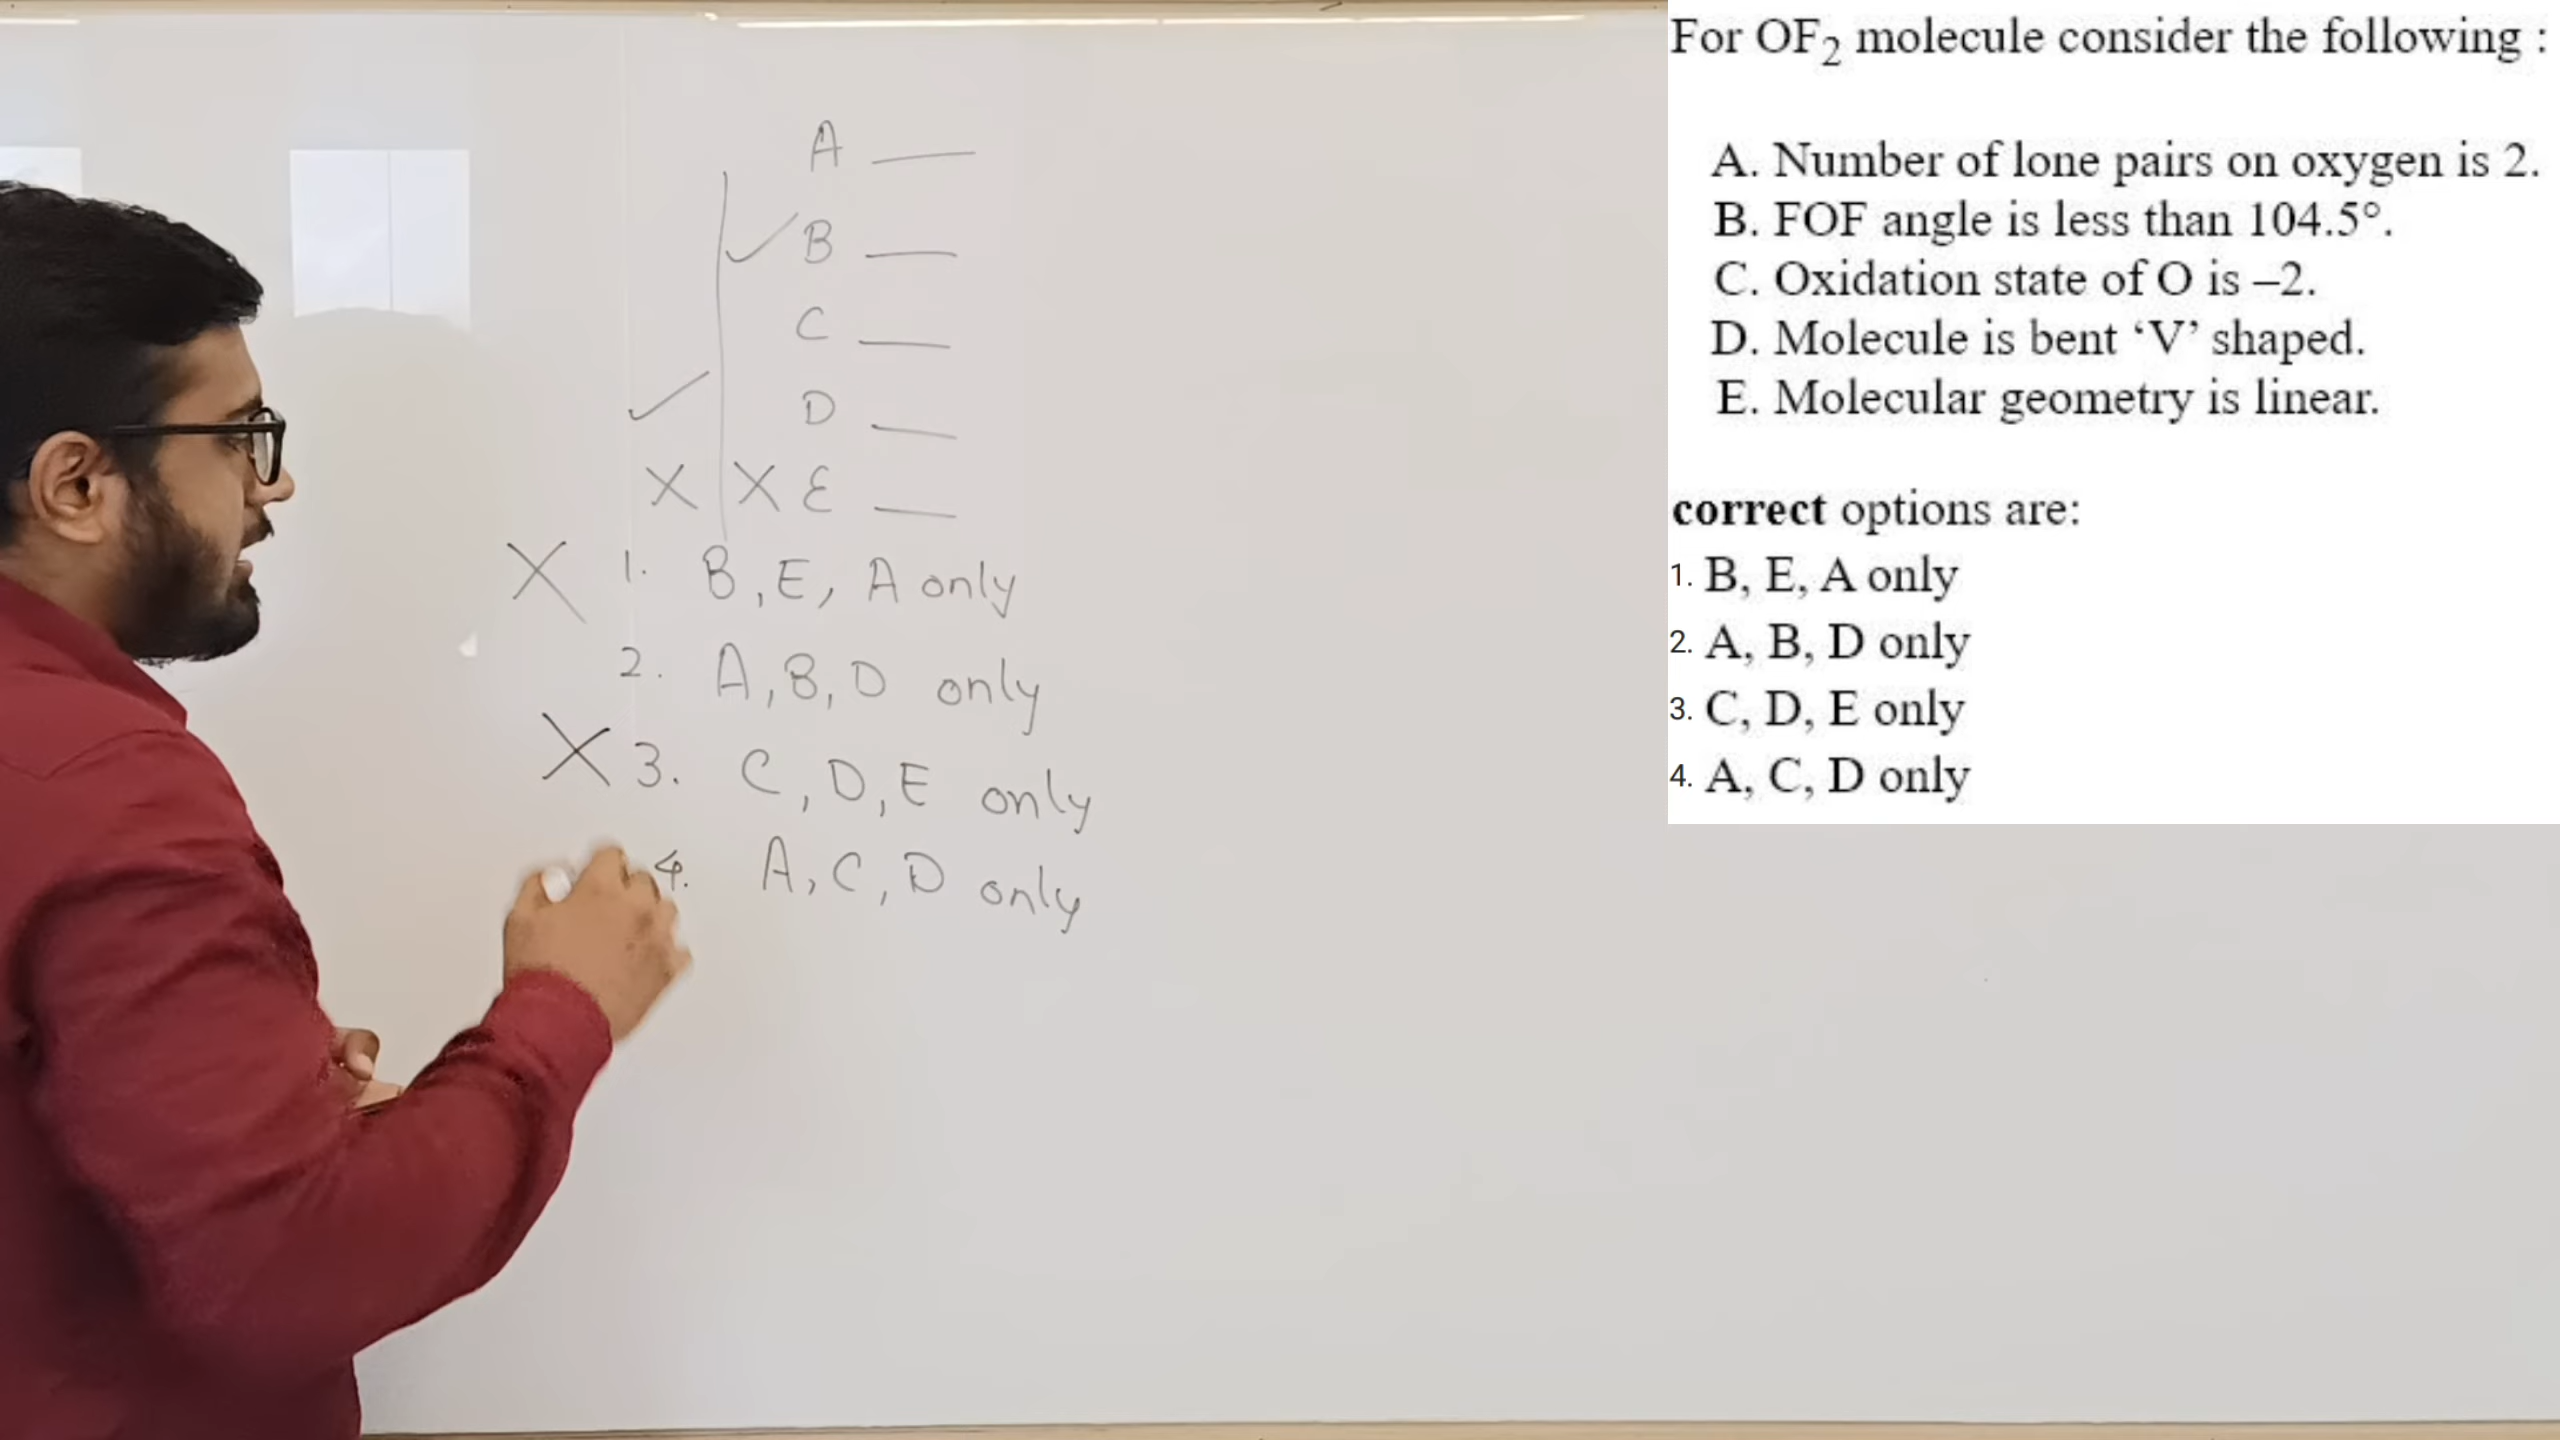 A
✓ B
C
✓ D
X X E
X 1. B, E, A only
2. A, B, D only
X 3. C, D, E only
4. A, C, D only
For OF₂ molecule consider the following :
A. Number of lone pairs on oxygen is 2.
B. FOF angle is less than 104.5°.
C. Oxidation state of O is –2.
D. Molecule is bent ‘V’ shaped.
E. Molecular geometry is linear.
correct options are:
1. B, E, A only
2. A, B, D only
3. C, D, E only
4. A, C, D only